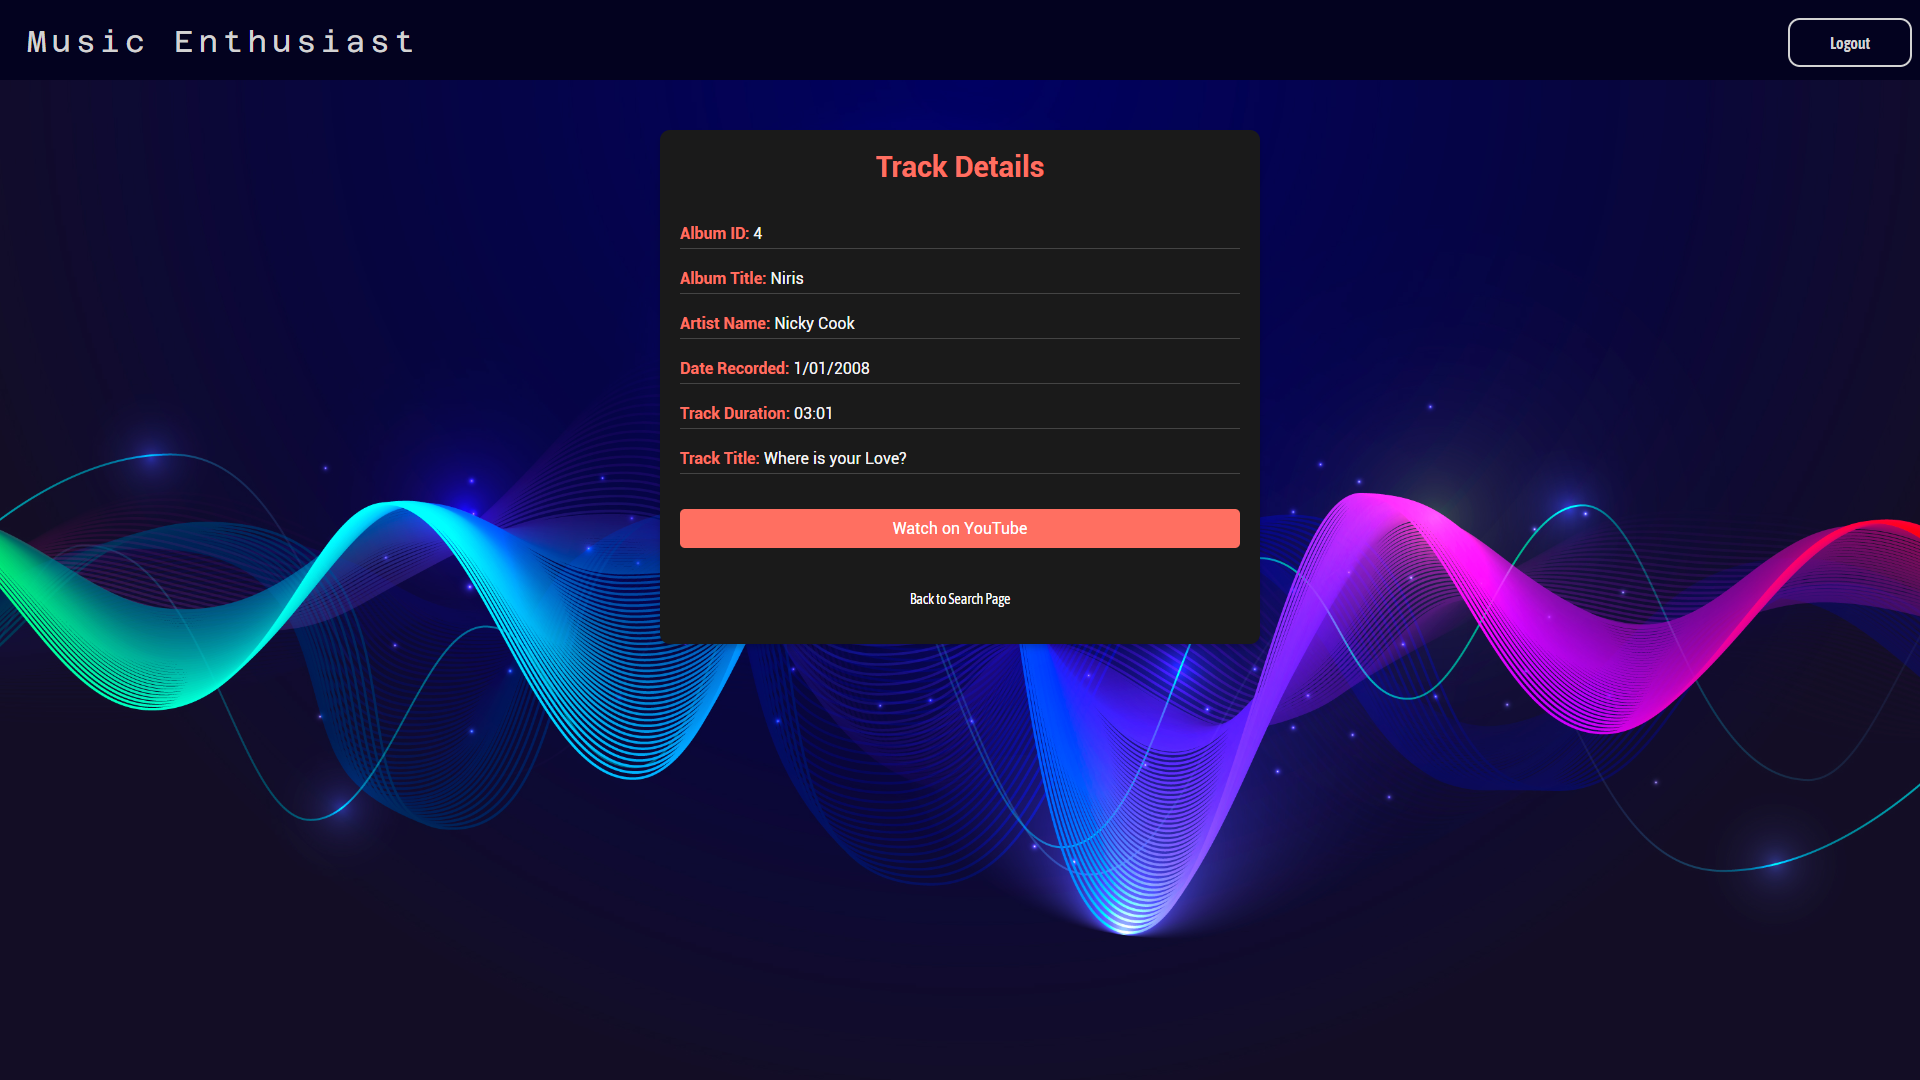 Music Enthusiast
Logout
Track Details
Album ID: 4
Album Title: Niris
Artist Name: Nicky Cook
Date Recorded: 1/01/2008
Track Duration: 03:01
Track Title: Where is your Love?
Watch on YouTube
Back to Search Page